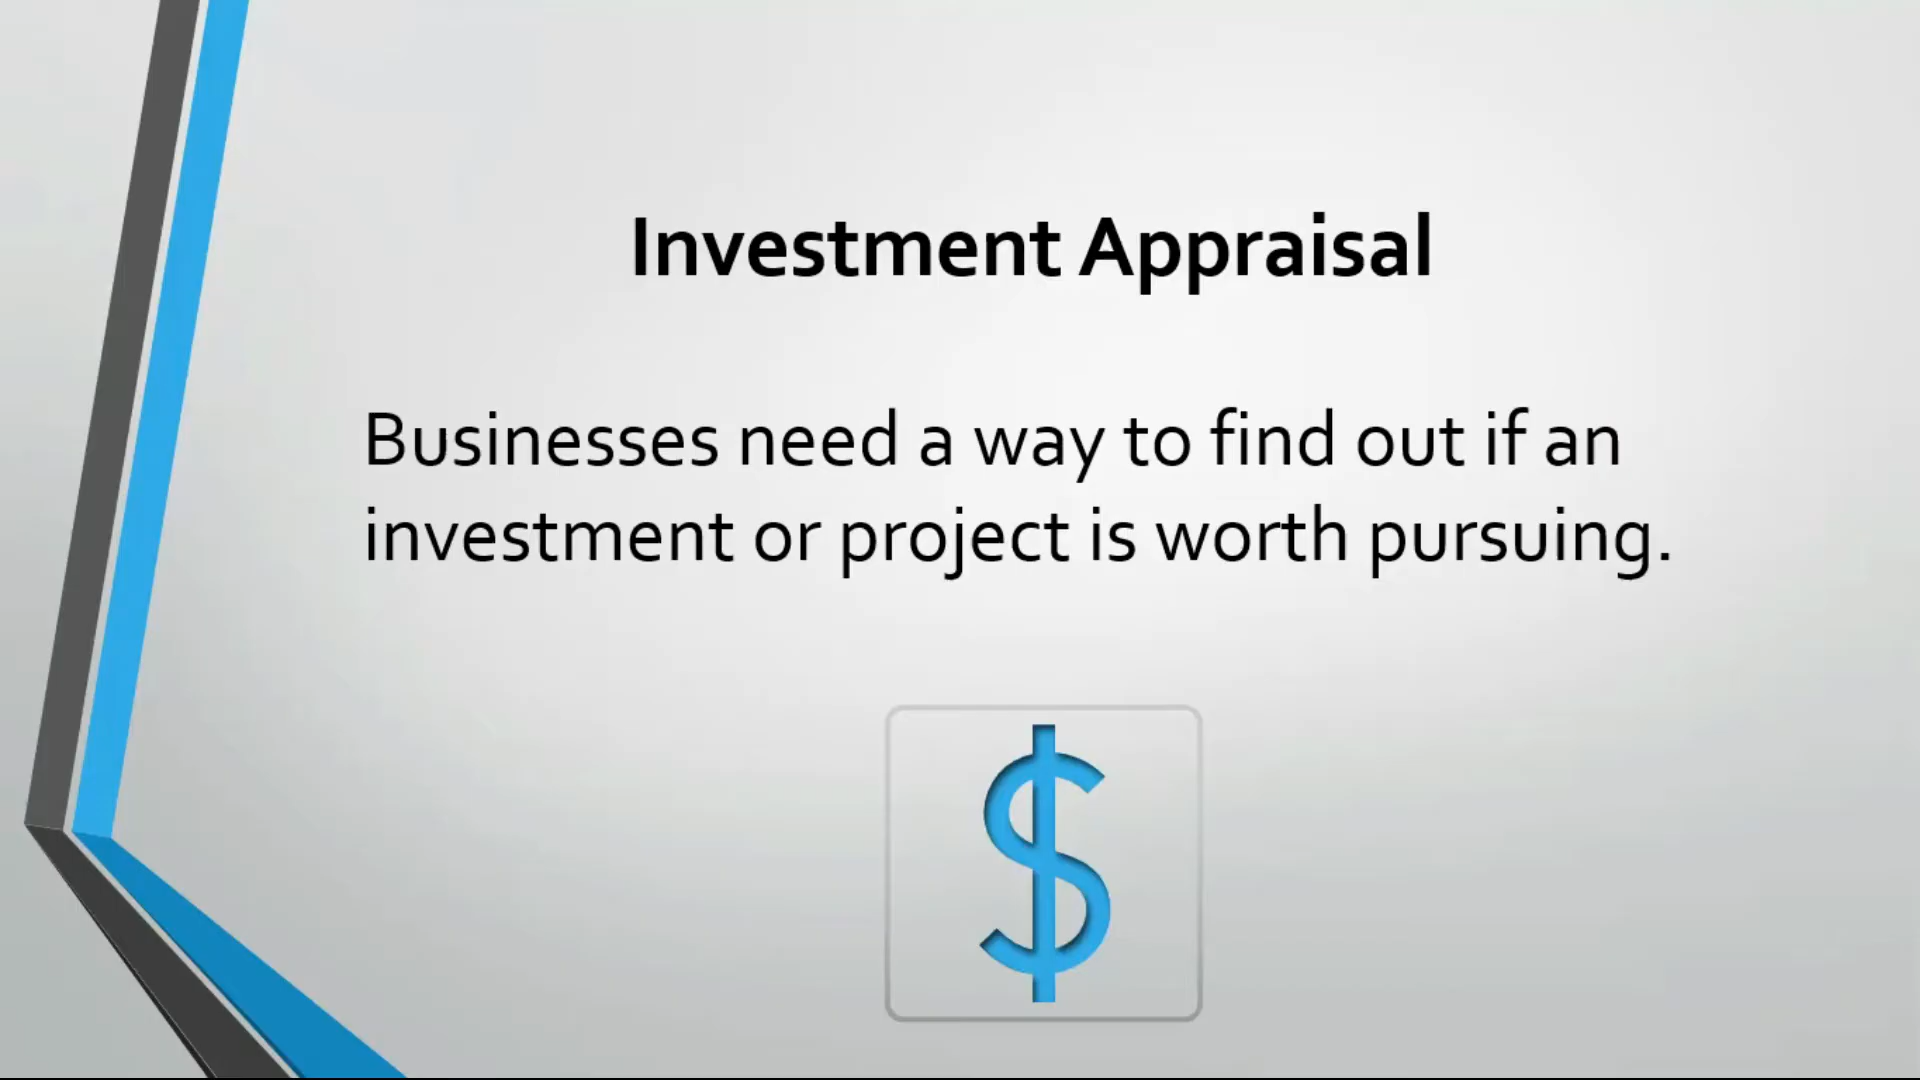 Investment Appraisal
Businesses need a way to find out if an
investment or project is worth pursuing.
$